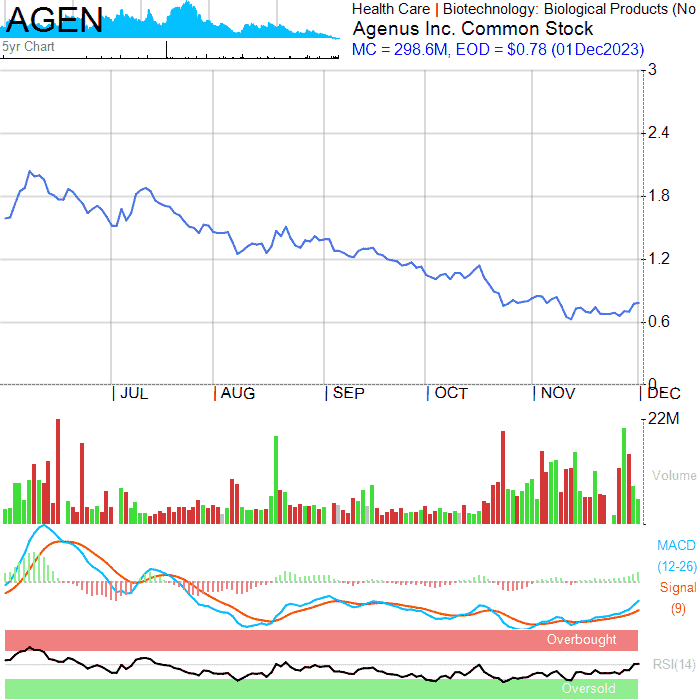 AGEN
Health Care | Biotechnology: Biological Products (No
Agenus Inc. Common Stock
5yr Chart
MC = 298.6M, EOD = $0.78 (01Dec2023)
3
2.4
1.8
1.2
0.6
0
| JUL | AUG | SEP | OCT | NOV | DEC
22M
Volume
MACD
(12-26)
Signal
(9)
Overbought
RSI(14)
Oversold